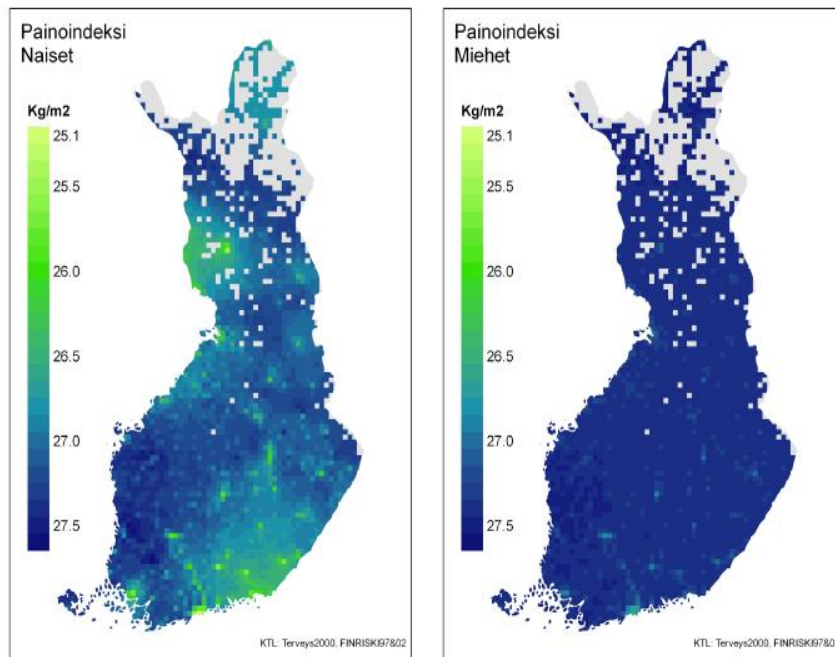 Painoindeksi
Naiset
Kg/m2
25.1
25.5
26.0
26.5
27.0
27.5
KTL: Terveys2000, FINRISKI97&02
Painoindeksi
Miehet
Kg/m2
25.1
25.5
26.0
26.5
27.0
27.5
KTL: Terveys2000, FINRISKI97&0